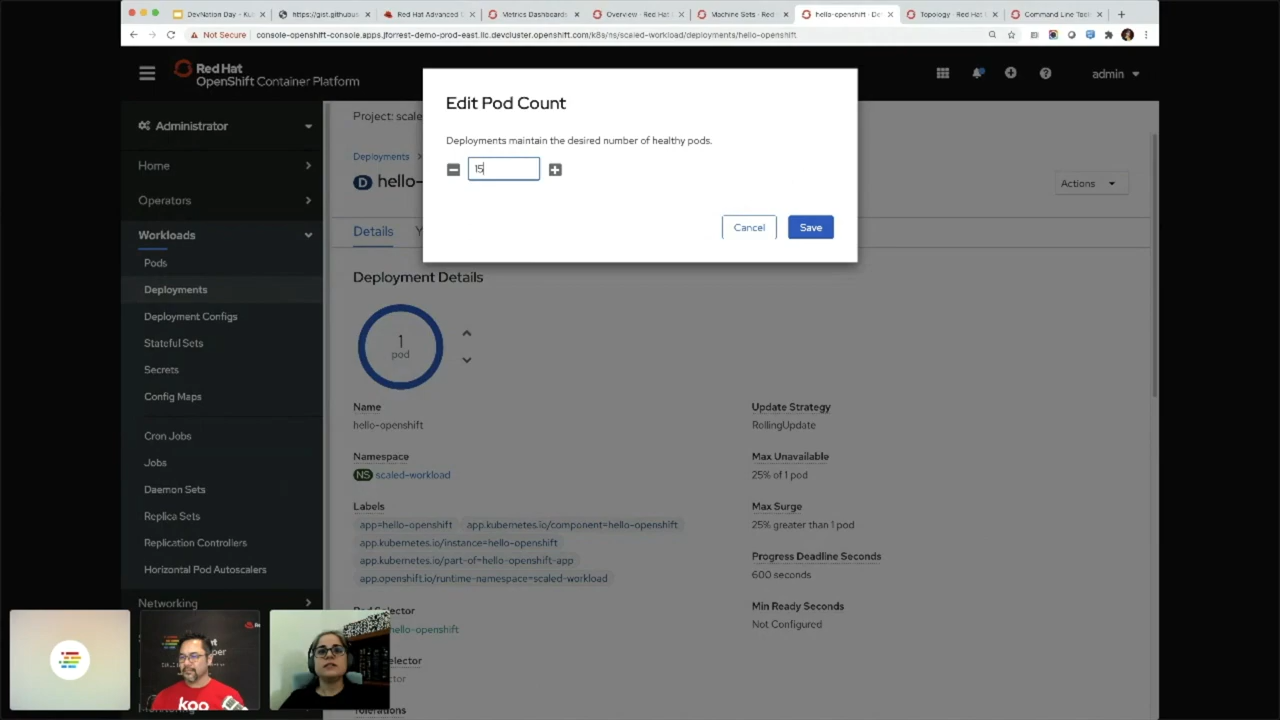 DevNation Day - Ku
https://gist.githubus
Red Hat Advanced C
Metrics Dashboards
Overview · Red Hat
Machine Sets · Red
hello-openshift · De
Topology · Red Hat
Command Line Tool
Not Secure
console-openshift-console.apps.jforrest-demo-prod-east.llc.devcluster.openshift.com/k8s/ns/scaled-workload/deployments/hello-openshift
Red Hat
OpenShift Container Platform
admin
Administrator
Home
Operators
Workloads
Pods
Deployments
Deployment Configs
Stateful Sets
Secrets
Config Maps
Cron Jobs
Jobs
Daemon Sets
Replica Sets
Replication Controllers
Horizontal Pod Autoscalers
Networking
Project: scale
Deployments
D hello-
Actions
Details
Edit Pod Count
Deployments maintain the desired number of healthy pods.
15
Cancel
Save
Deployment Details
1
pod
Name
hello-openshift
Namespace
NS scaled-workload
Labels
app=hello-openshift app.kubernetes.io/component=hello-openshift
app.kubernetes.io/instance=hello-openshift
app.kubernetes.io/part-of=hello-openshift-app
app.openshift.io/runtime-namespace=scaled-workload
Pod Selector
hello-openshift
elector
ctor
Tolerations
Update Strategy
RollingUpdate
Max Unavailable
25% of 1 pod
Max Surge
25% greater than 1 pod
Progress Deadline Seconds
600 seconds
Min Ready Seconds
Not Configured